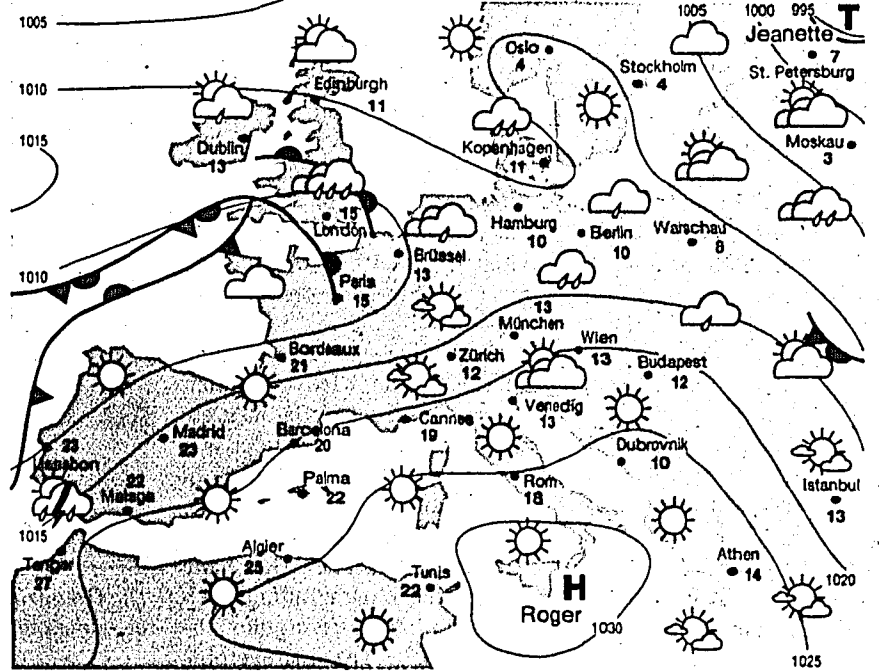 1005
1005 1000 995 T
Jeanette
Oslo
4
7
Stockholm
4
St. Petersburg
Edinburgh
11
1010
1015
Dublin
13
Kopenhagen
11
Moskau
3
15
London
Hamburg
10
Berlin
10
Warschau
8
Brüssel
13
1010
Paris
15
13
München
Wien
13
Bordeaux
21
Zürich
12
Budapest
12
Venedig
13
Cannes
19
Madrid
23
Barcelona
20
23
Lissabon
Dubrovnik
10
22
Malaga
Palma
22
Rom
18
Istanbul
13
1015
Tanger
27
Algier
25
Tunis
22
Athen
14
H
Roger
1030
1020
1025